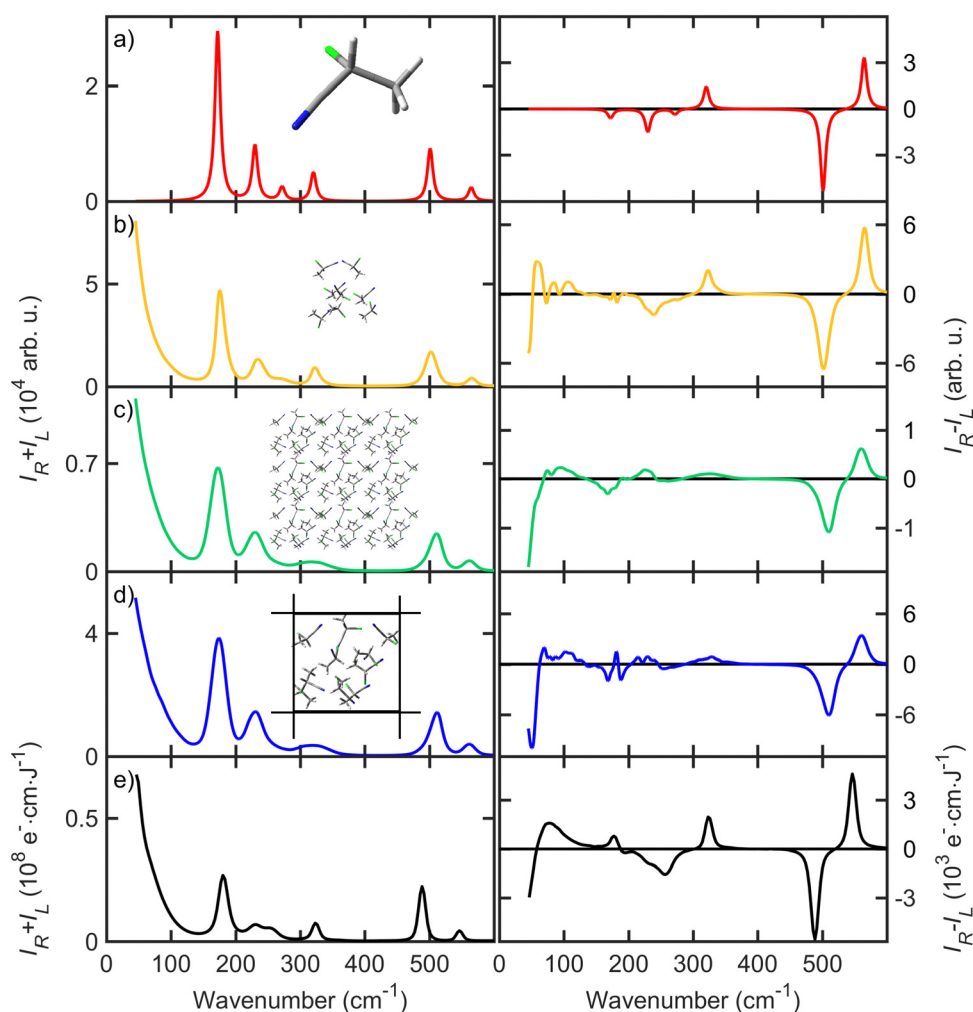 a)
2
0
3
0
-3
b)
5
0
6
0
-6
c)
0.7
0
1
0
-1
d)
4
0
6
0
-6
e)
0.5
0
3
0
-3
I_R+I_L (10^4 arb. u.)
I_R+I_L (10^8 e^-·cm·J^-1)
I_R-I_L (arb. u.)
I_R-I_L (10^3 e^-·cm·J^-1)
0 100 200 300 400 500
0 100 200 300 400 500
Wavenumber (cm^-1)
Wavenumber (cm^-1)